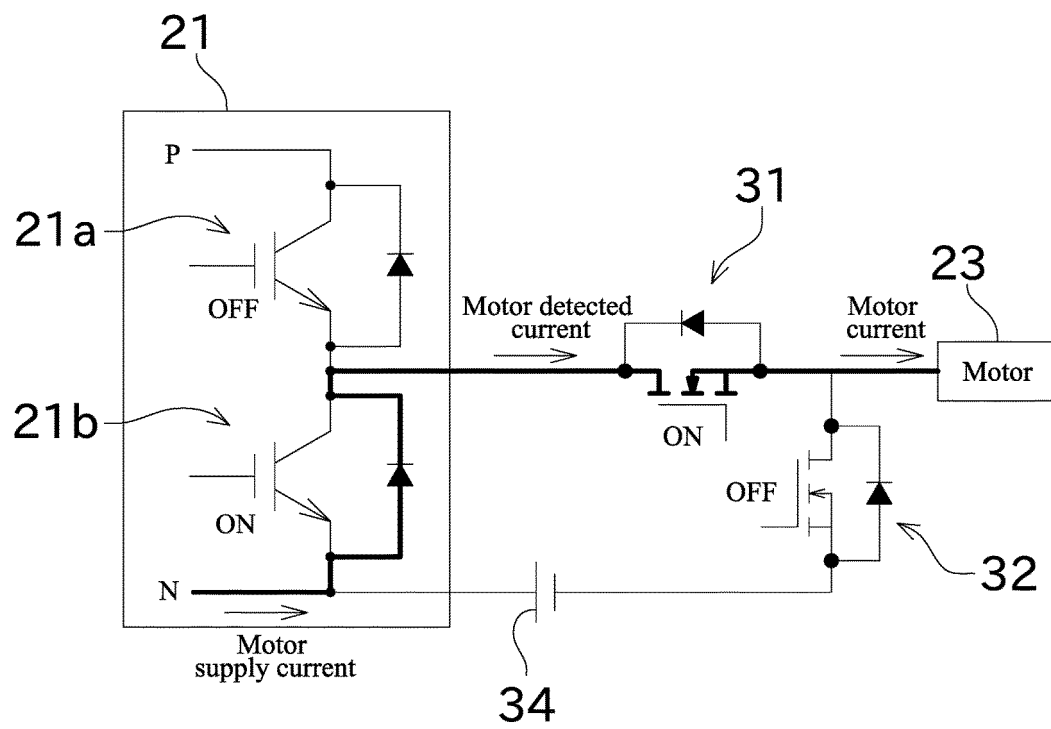 21
P
31
21a
23
OFF
Motor detected
current
Motor
current
Motor
21b
ON
OFF
ON
32
N
Motor
supply current
34